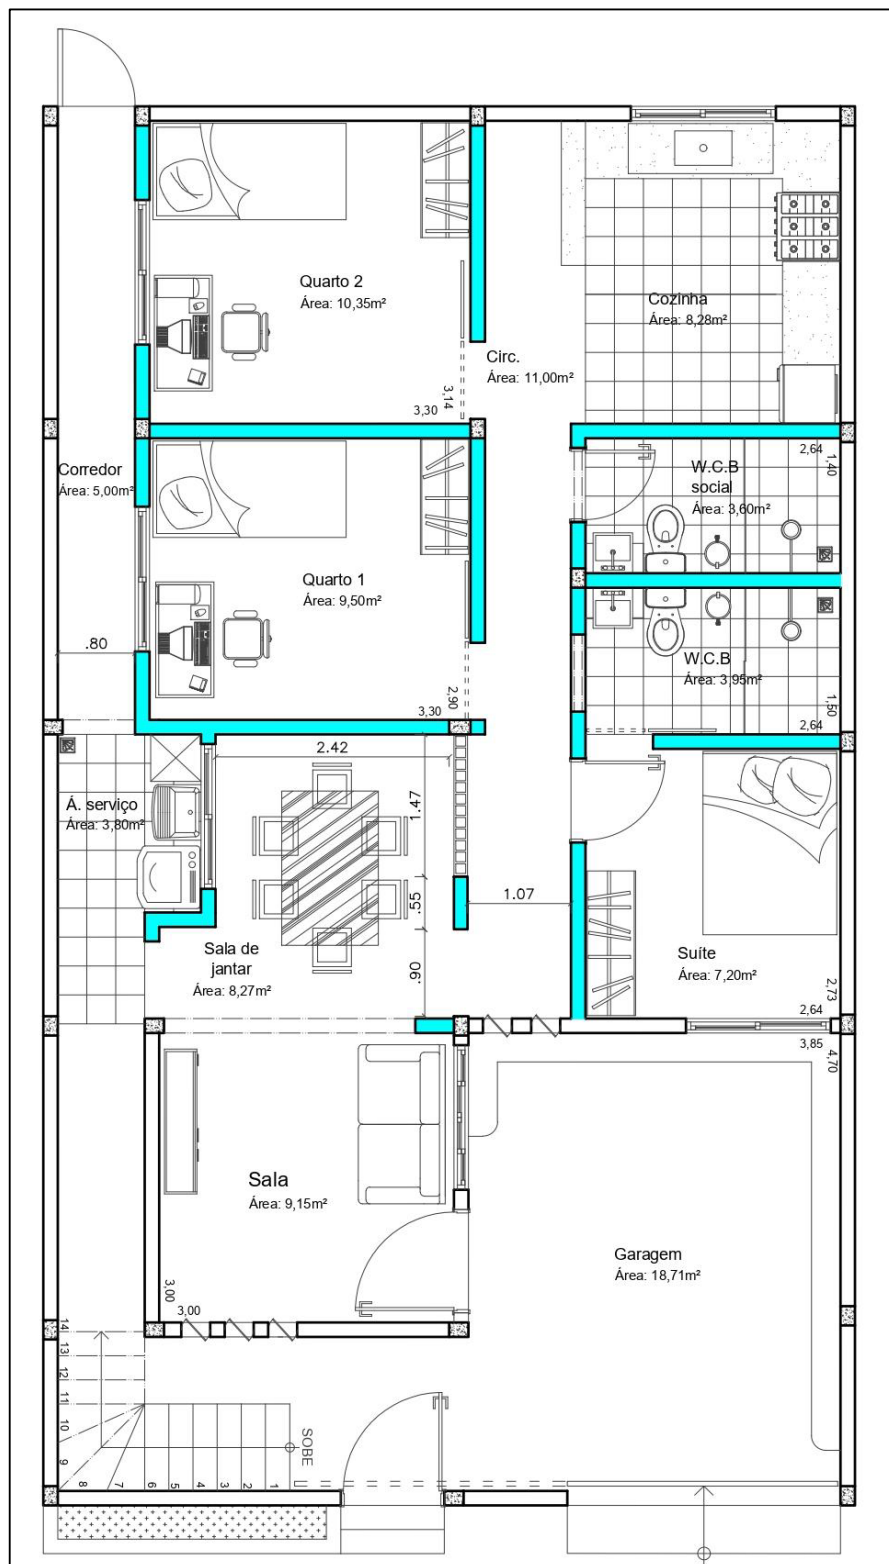 Quarto 2
Área: 10,35m²
3,14
3,30
Circ.
Área: 11,00m²
Cozinha
Área: 8,28m²
Corredor
Área: 5,00m²
.80
Quarto 1
Área: 9,50m²
2,90
3,30
2,64
1,40
W.C.B
social
Área: 3,60m²
W.C.B
Área: 3,95m²
1,50
2,64
2.42
1.47
.55
.90
1.07
Á. serviço
Área: 3,80m²
Sala de
jantar
Área: 8,27m²
Suíte
Área: 7,20m²
2,73
2,64
3,85
4,70
Sala
Área: 9,15m²
3,00
3,00
Garagem
Área: 18,71m²
14
13
12
11
10
9
8
7
6
5
4
3
2
1
SOBE